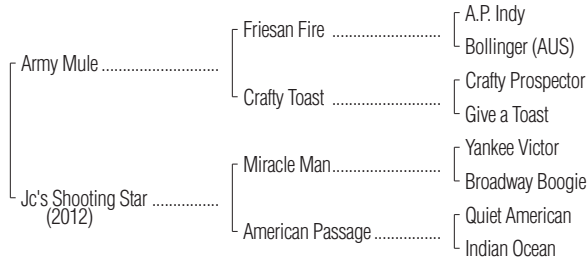 A.P. Indy
Friesan Fire ........................
Bollinger (AUS)
Army Mule ..........................
Crafty Prospector
Crafty Toast ........................
Give a Toast
Yankee Victor
Miracle Man.........................
Broadway Boogie
Jc's Shooting Star ...............
(2012)
Quiet American
American Passage ...............
Indian Ocean